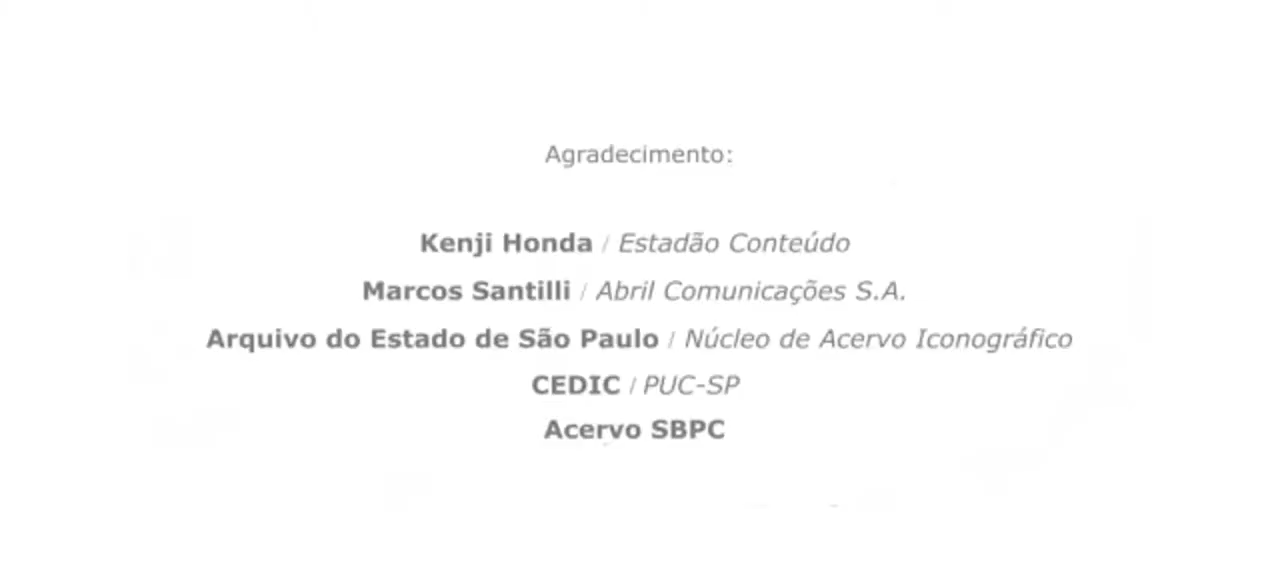 Agradecimento:
Kenji Honda / Estadão Conteúdo
Marcos Santilli / Abril Comunicações S.A.
Arquivo do Estado de São Paulo / Núcleo de Acervo Iconográfico
CEDIC / PUC-SP
Acervo SBPC